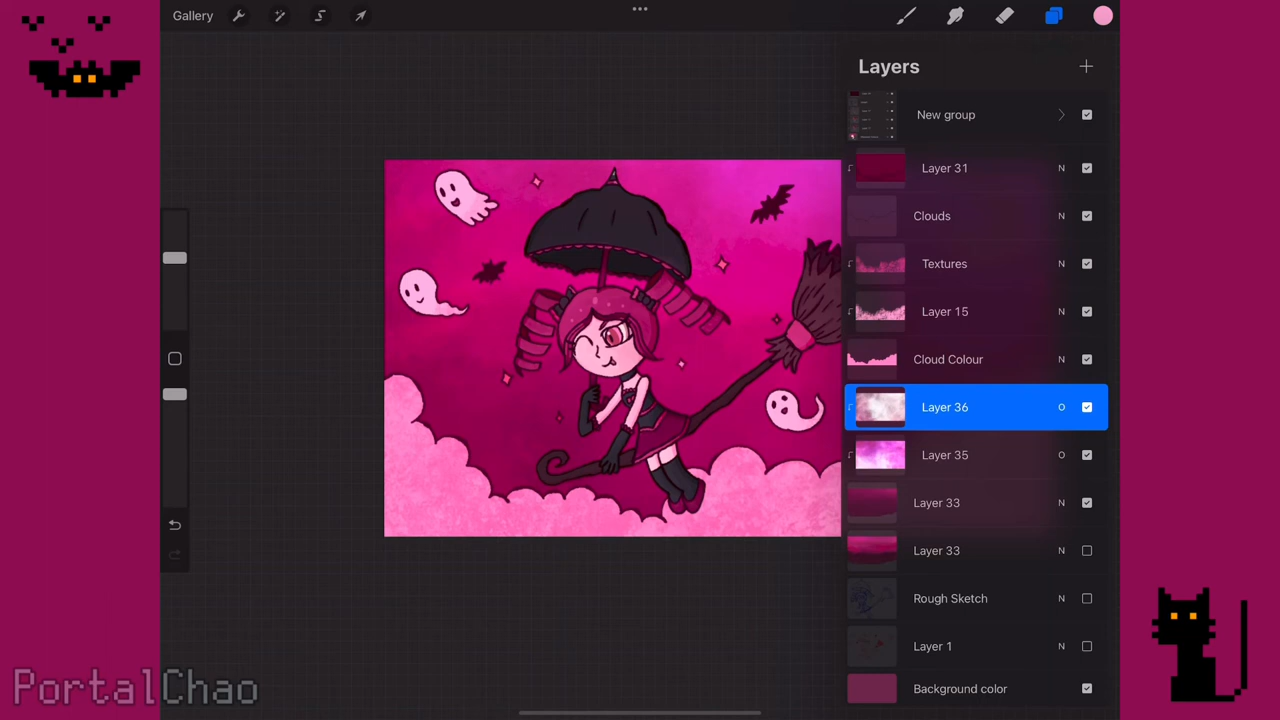 Gallery
Layers
New group
Layer 31 N
Clouds N
Textures N
Layer 15 N
Cloud Colour N
Layer 36 O
Layer 35 O
Layer 33 N
Layer 33 N
Rough Sketch N
Layer 1 N
Background color
PortalChao